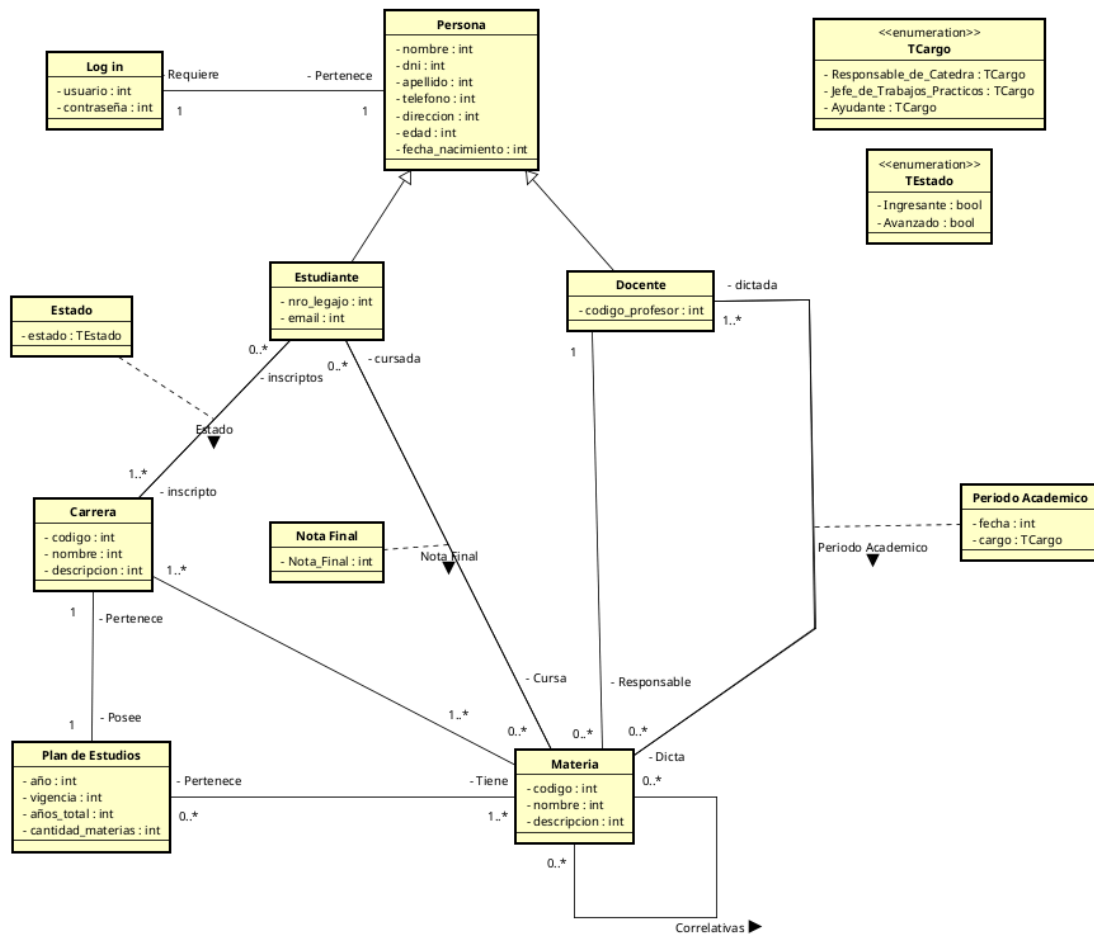 Persona
- nombre : int
- dni : int
- apellido : int
- telefono : int
- direccion : int
- edad : int
- fecha_nacimiento : int
<<enumeration>>
TCargo
- Responsable_de_Catedra : TCargo
- Jefe_de_Trabajos_Practicos : TCargo
- Ayudante : TCargo
Log in
- usuario : int
- contraseña : int
- Requiere
- Pertenece
1
1
<<enumeration>>
TEstado
- Ingresante : bool
- Avanzado : bool
Estudiante
- nro_legajo : int
- email : int
Docente
- codigo_profesor : int
- dictada
1..*
Estado
- estado : TEstado
0..*
- inscriptos
0..*
- cursada
1
Estado
1..*
- inscripto
Carrera
- codigo : int
- nombre : int
- descripcion : int
1..*
Nota Final
- Nota_Final : int
Nota Final
Periodo Academico
Periodo Academico
- fecha : int
- cargo : TCargo
1
- Pertenece
- Cursa
- Responsable
1
- Posee
1..*
0..*
0..*
0..*
- Dicta
Plan de Estudios
- año : int
- vigencia : int
- años_total : int
- cantidad_materias : int
- Pertenece
0..*
- Tiene
1..*
Materia
- codigo : int
- nombre : int
- descripcion : int
0..*
0..*
Correlativas